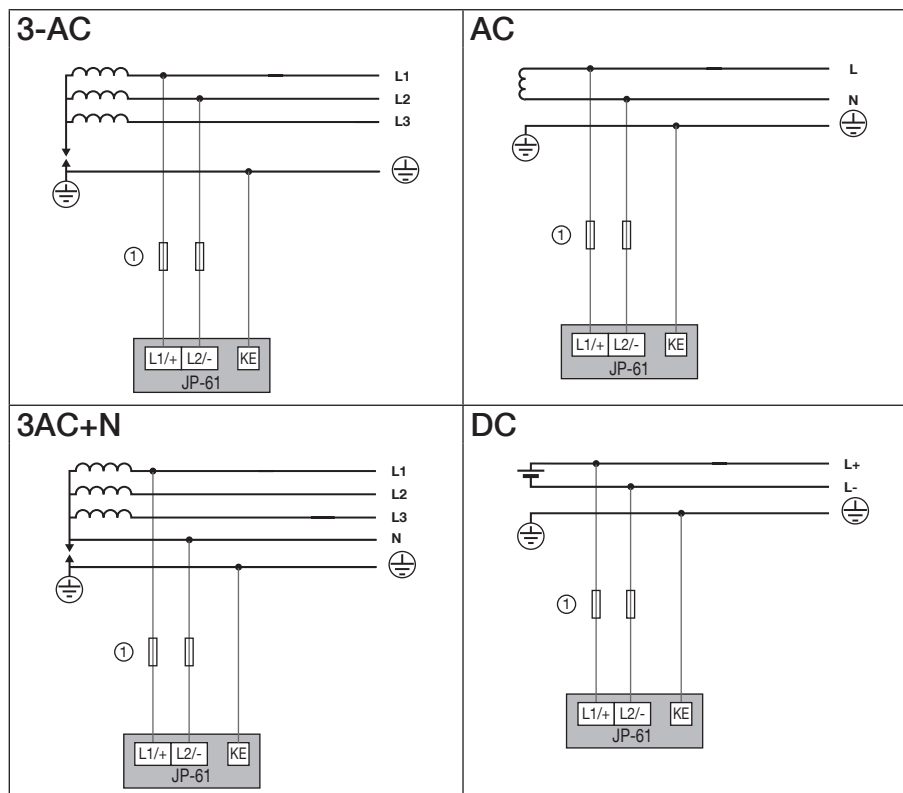 3-AC
L1
L2
L3
①
L1/+ L2/- KE
JP-61
AC
L
N
①
L1/+ L2/- KE
JP-61
3AC+N
L1
L2
L3
N
①
L1/+ L2/- KE
JP-61
DC
L+
L-
①
L1/+ L2/- KE
JP-61